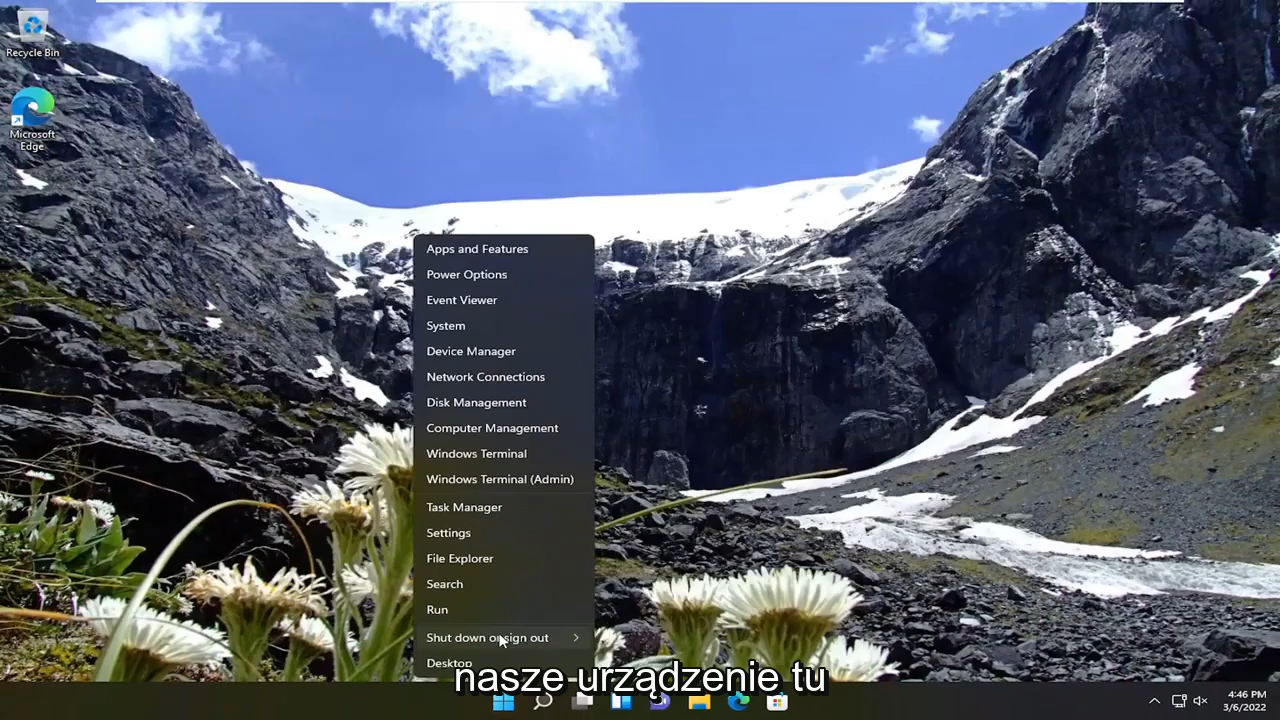 Recycle Bin
Microsoft
Edge
Apps and Features
Power Options
Event Viewer
System
Device Manager
Network Connections
Disk Management
Computer Management
Windows Terminal
Windows Terminal (Admin)
Task Manager
Settings
File Explorer
Search
Run
Shut down or sign out
Desktop
nasze urządzenie tu
4:46 PM
3/6/2022